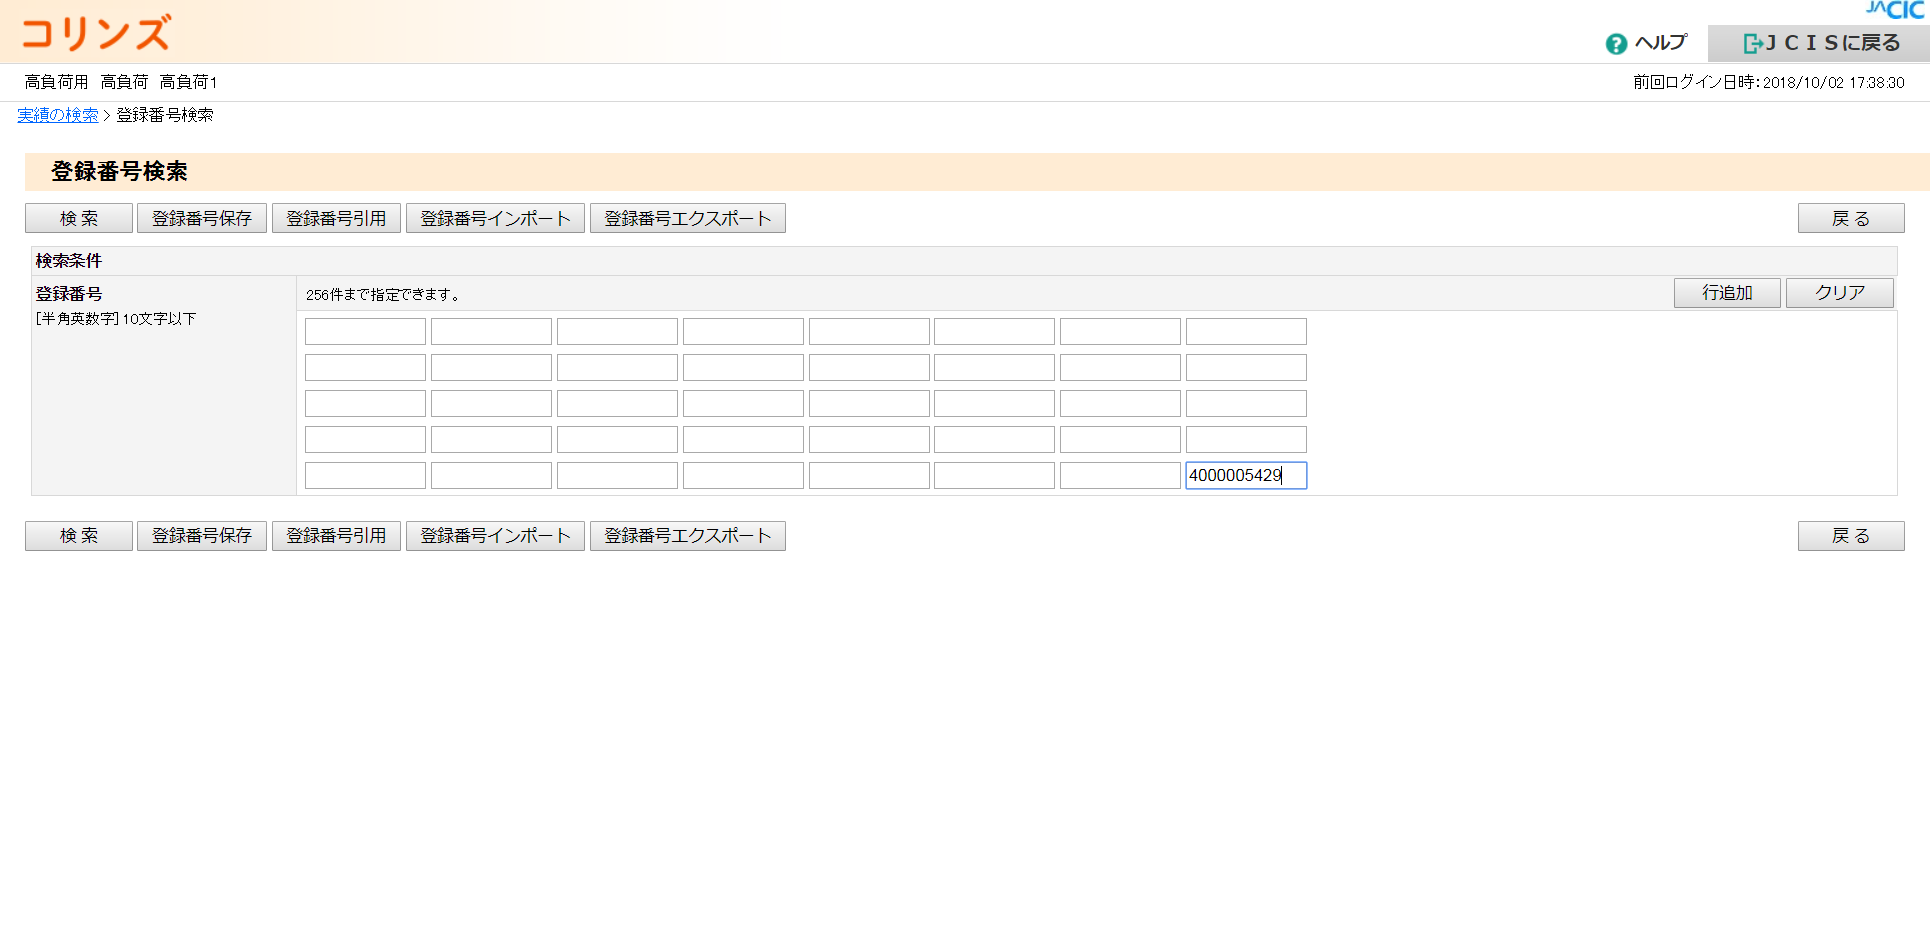 JACIC
コリンズ
ヘルプ
ＪＣＩＳに戻る
高負荷用 高負荷 高負荷1
前回ログイン日時：2018/10/02 17:38:30
実績の検索 > 登録番号検索
登録番号検索
検 索 登録番号保存 登録番号引用 登録番号インポート 登録番号エクスポート 戻 る
検索条件
登録番号
256件まで指定できます。
行追加 クリア
[半角英数字] 10文字以下
4000005429
検 索 登録番号保存 登録番号引用 登録番号インポート 登録番号エクスポート 戻 る